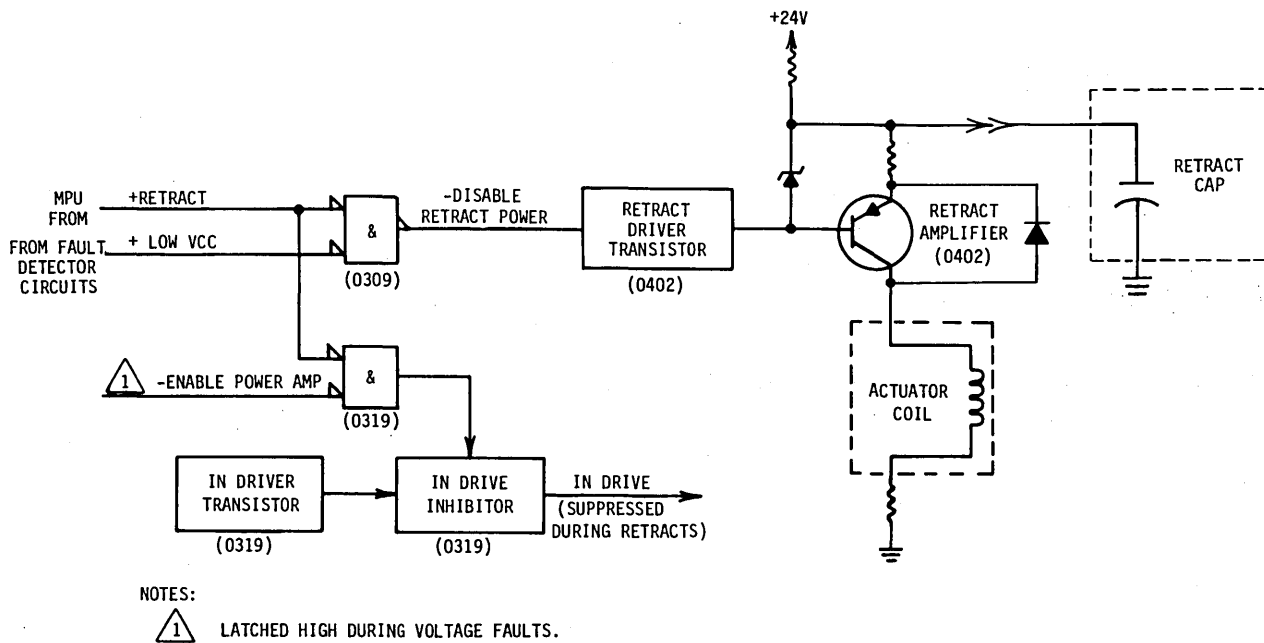 +24V
MPU
FROM
+RETRACT
FROM FAULT
DETECTOR
CIRCUITS
+ LOW VCC
&
(0309)
-DISABLE
RETRACT POWER
RETRACT
DRIVER
TRANSISTOR
(0402)
RETRACT
AMPLIFIER
(0402)
RETRACT
CAP
1
-ENABLE POWER AMP
&
(0319)
ACTUATOR
COIL
IN DRIVER
TRANSISTOR
(0319)
IN DRIVE
INHIBITOR
(0319)
IN DRIVE
(SUPPRESSED
DURING RETRACTS)
NOTES:
1 LATCHED HIGH DURING VOLTAGE FAULTS.